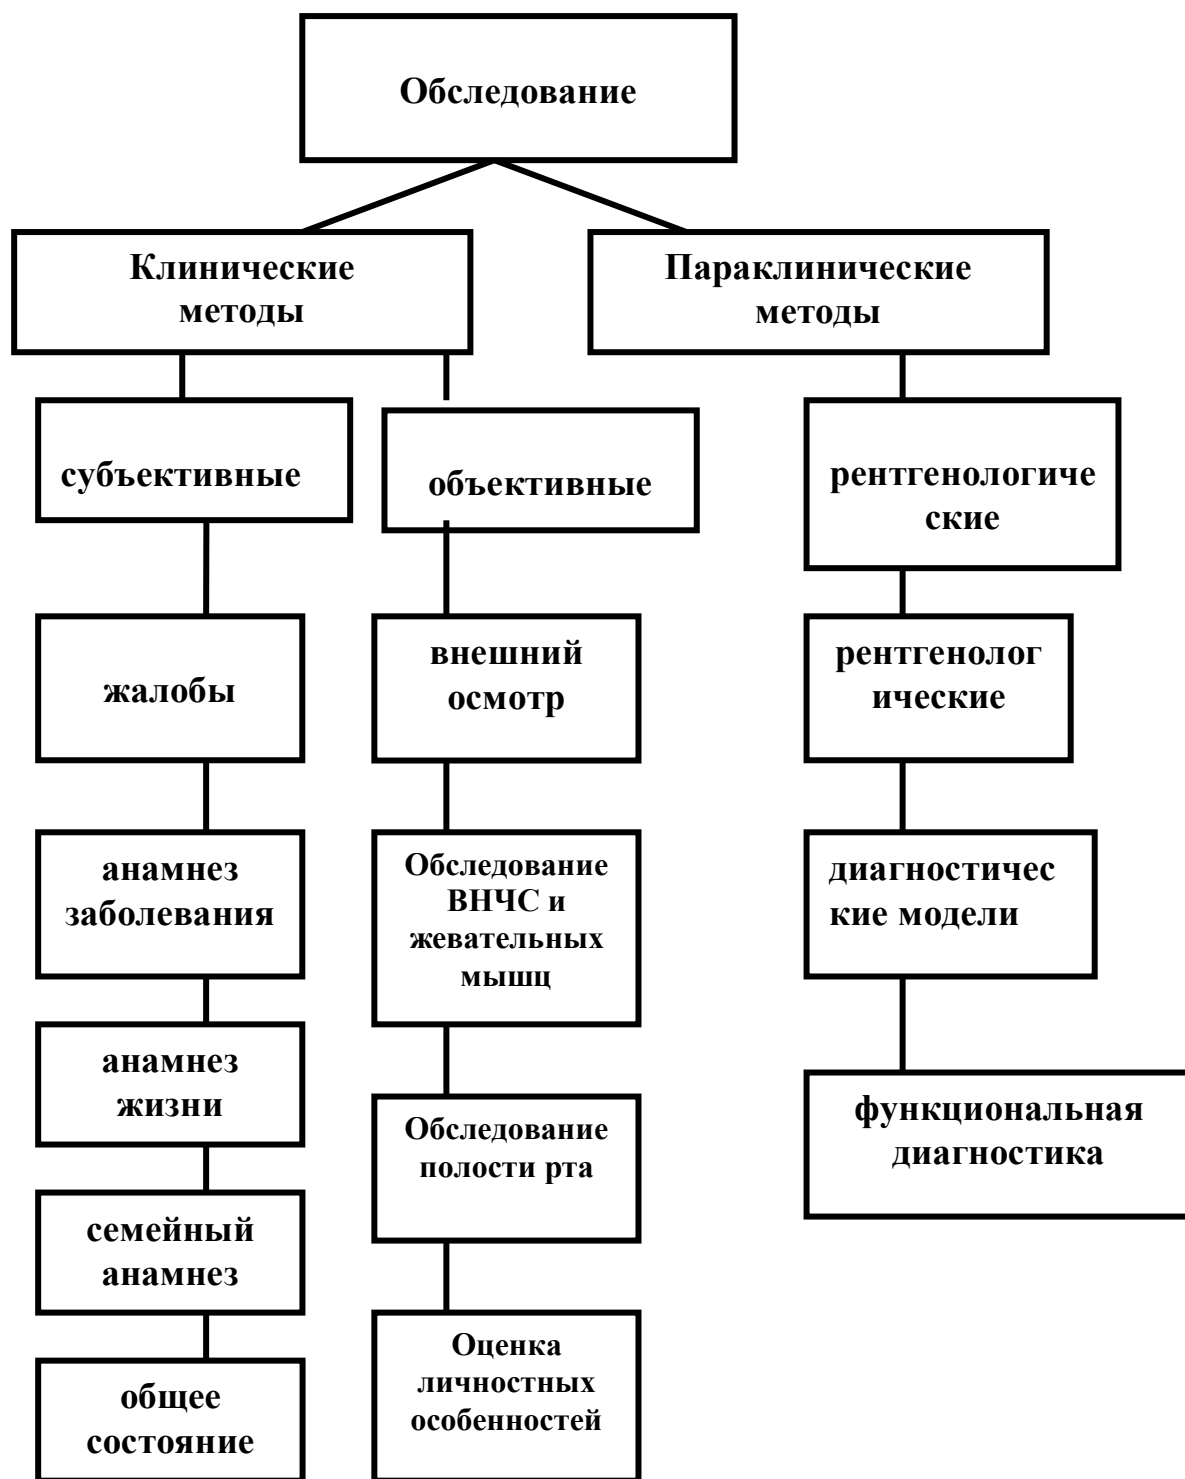 Обследование
Клинические
методы
Параклинические
методы
субъективные
объективные
рентгенологиче
ские
жалобы
внешний
осмотр
рентгенолог
ические
анамнез
заболевания
Обследование
ВНЧС и
жевательных
мышц
диагностичес
кие модели
анамнез
жизни
Обследование
полости рта
функциональная
диагностика
семейный
анамнез
Оценка
личностных
особенностей
общее
состояние